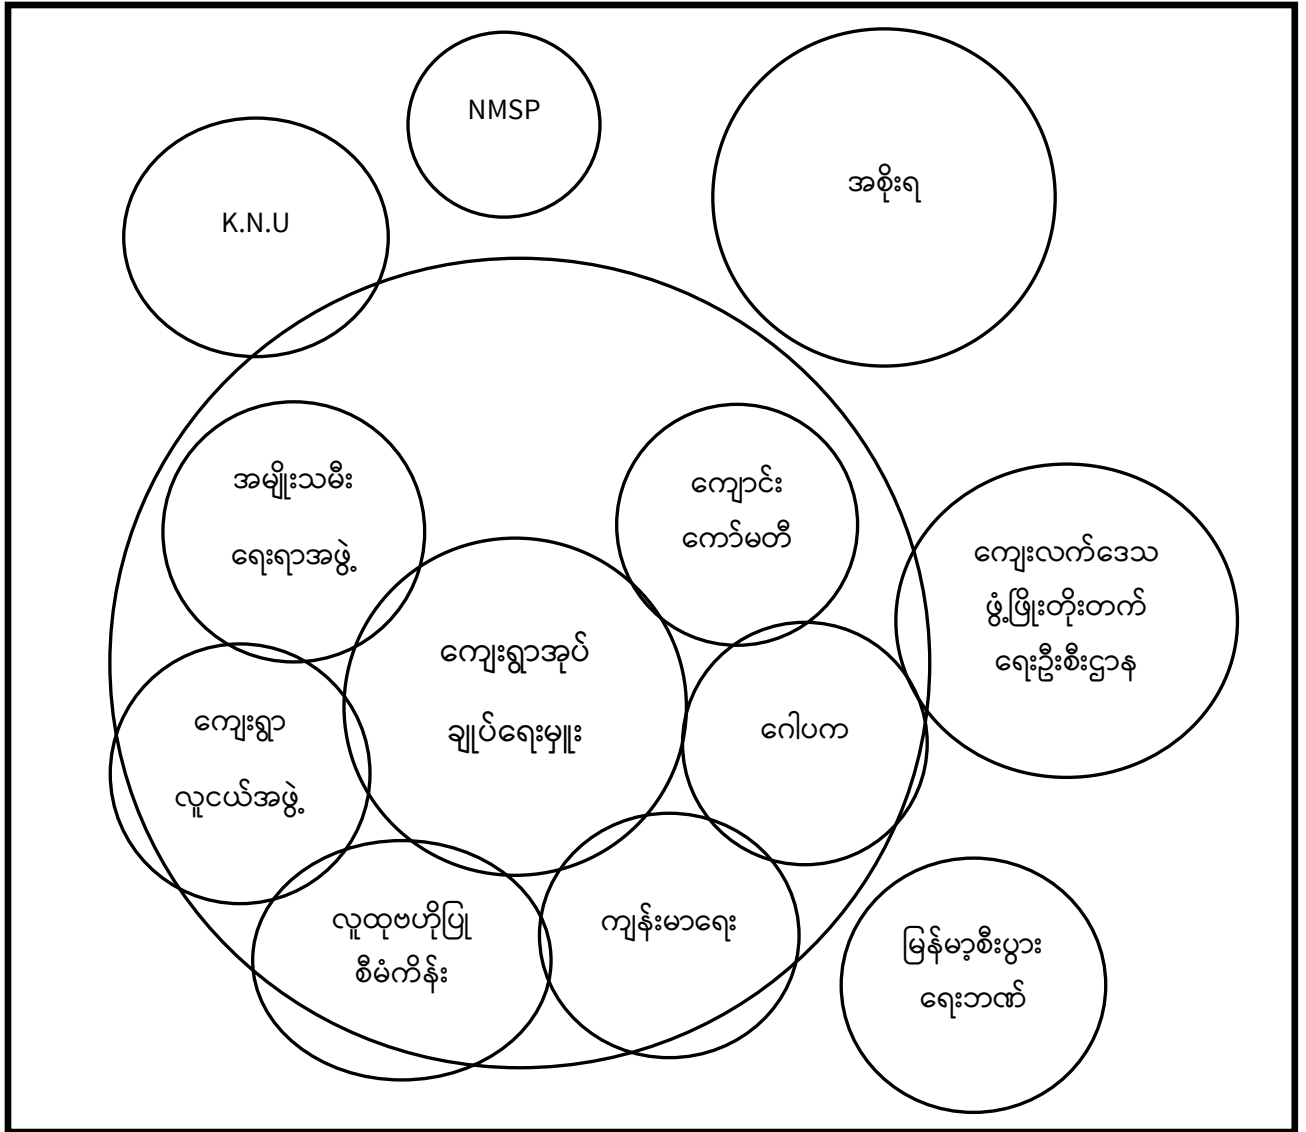 NMSP
အစိုးရ
K.N.U
အမျိုးသမီး
ရေးရာအဖွဲ့
ကျောင်း
ကော်မတီ
ကျေးလက်ဒေသ
ဖွံ့ဖြိုးတိုးတက်
ရေးဦးစီးဌာန
ကျေးရွာအုပ်
ချုပ်ရေးမှူး
ကျေးရွာ
လူငယ်အဖွဲ့
ဂေါပက
လူထုဗဟိုပြု
စီမံကိန်း
ကျန်းမာရေး
မြန်မာ့စီးပွား
ရေးဘဏ်